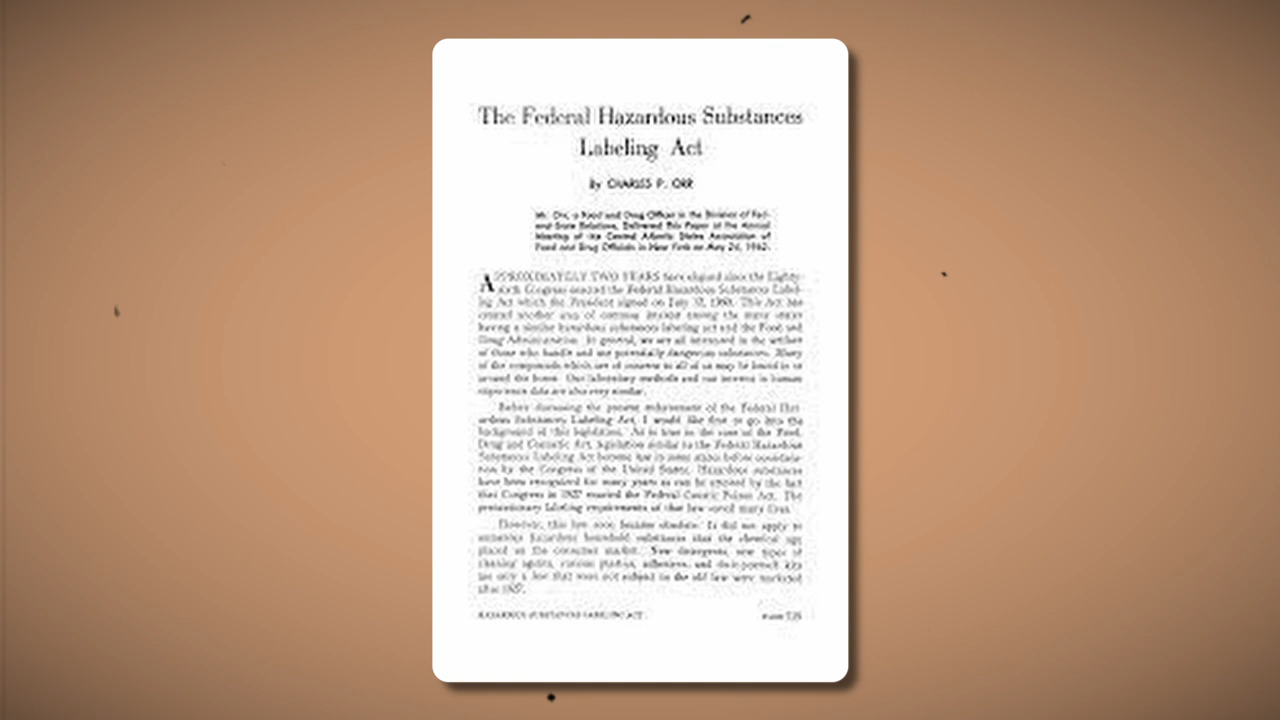 The Federal Hazardous Substances
Labeling Act
By CHARLES P. ORR
Mr. Orr, a Food and Drug Officer in the Division of Fed-
eral-State Relations, Delivered This Paper at the Annual
Meeting of the Central Atlantic States Association of
Food and Drug Officials in New York on May 24, 1962.
APPROXIMATELY TWO YEARS have elapsed since the Eighty-
sixth Congress enacted the Federal Hazardous Substances Label-
ing Act which the President signed on July 12, 1960. This Act has
created another area of common interest among the many states
having a similar hazardous substances labeling act and the Food and
Drug Administration. In general, we are all interested in the welfare
of those who handle and use potentially dangerous substances. Many
of the compounds which are of concern to all of us may be found in or
around the home. Our laboratory methods and our interest in human
experience data are also very similar.
Before discussing the present enforcement of the Federal Haz-
ardous Substances Labeling Act, I would like first to go into the
background of this legislation. As is true in the case of the Food,
Drug and Cosmetic Act, legislation similar to the Federal Hazardous
Substances Labeling Act became law in some states before considera-
tion by the Congress of the United States. Hazardous substances
have been recognized for many years as can be attested by the fact
that Congress in 1927 enacted the Federal Caustic Poison Act. The
precautionary labeling requirements of that law saved many lives.
However, this law soon became obsolete. It did not apply to
numerous hazardous household substances that the chemical age
placed on the consumer market. New detergents, new types of
cleaning agents, various plastics, adhesives, and do-it-yourself kits
are only a few that were not subject to the old law were marketed
after 1927.
HAZARDOUS SUBSTANCES LABELING ACT
PAGE